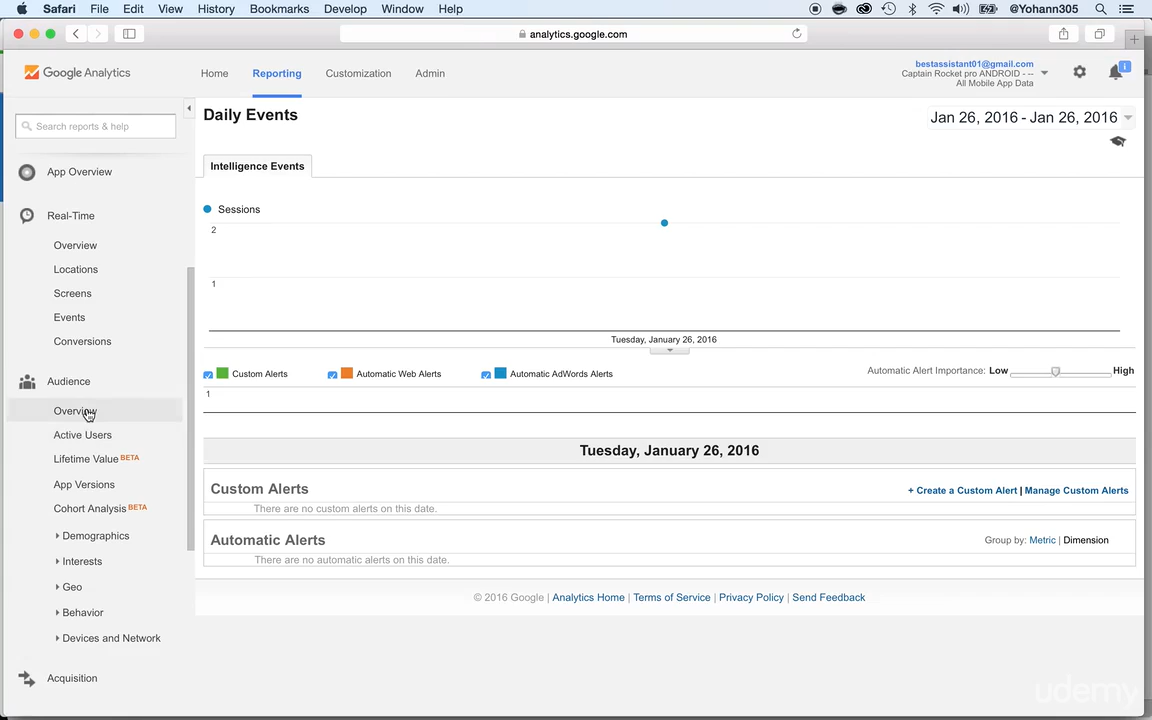 Safari File Edit View History Bookmarks Develop Window Help @Yohann305
analytics.google.com
Google Analytics
Home Reporting Customization Admin
bestassistant01@gmail.com
Captain Rocket pro ANDROID - --
All Mobile App Data
i
Search reports & help
App Overview
Real-Time
Overview
Locations
Screens
Events
Conversions
Audience
Overview
Active Users
Lifetime Value BETA
App Versions
Cohort Analysis BETA
Demographics
Interests
Geo
Behavior
Devices and Network
Acquisition
Daily Events
Jan 26, 2016 - Jan 26, 2016
Intelligence Events
Sessions
2
1
Tuesday, January 26, 2016
Custom Alerts Automatic Web Alerts Automatic AdWords Alerts Automatic Alert Importance: Low High
1
Tuesday, January 26, 2016
Custom Alerts + Create a Custom Alert | Manage Custom Alerts
There are no custom alerts on this date.
Automatic Alerts Group by: Metric | Dimension
There are no automatic alerts on this date.
© 2016 Google | Analytics Home | Terms of Service | Privacy Policy | Send Feedback
udemy